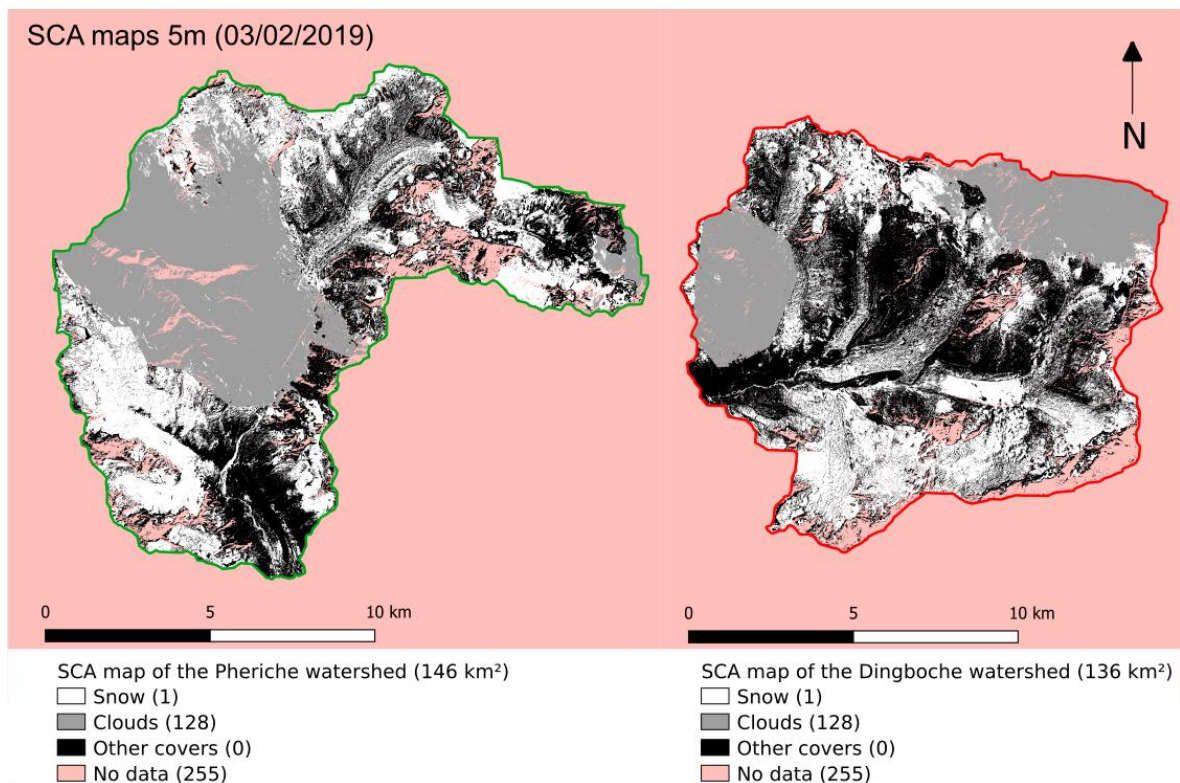 SCA maps 5m (03/02/2019)
N
0 5 10 km
0 5 10 km
SCA map of the Pheriche watershed (146 km²)
Snow (1)
Clouds (128)
Other covers (0)
No data (255)
SCA map of the Dingboche watershed (136 km²)
Snow (1)
Clouds (128)
Other covers (0)
No data (255)